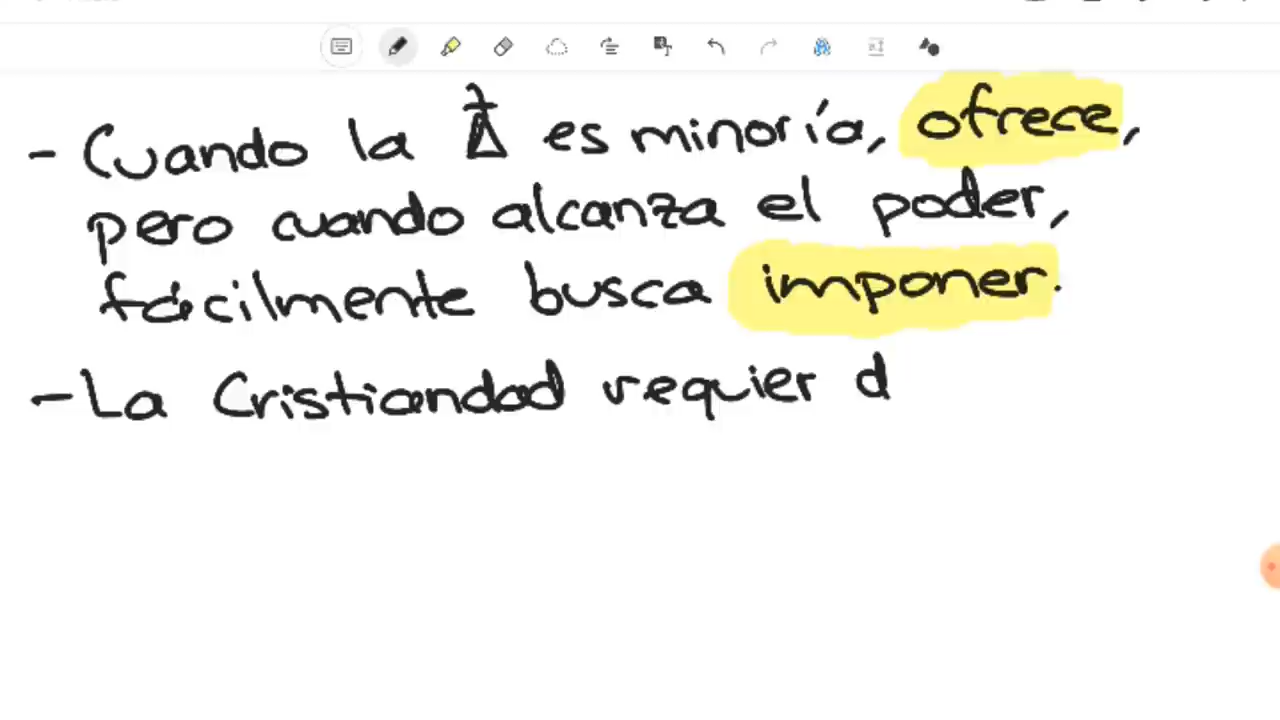 - Cuando la es minoría, ofrece,
pero cuando alcanza el poder,
fácilmente busca imponer.
- La Cristiandad requier d